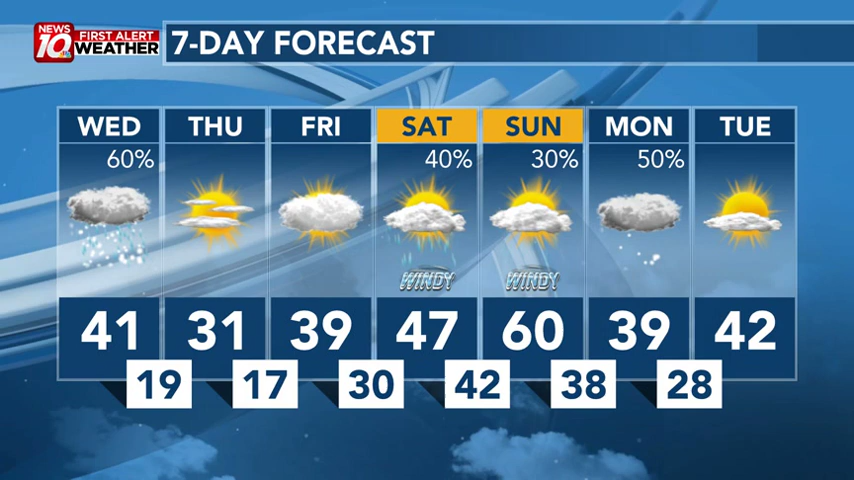 NEWS
10
FIRST ALERT
WEATHER
7-DAY FORECAST
WED THU FRI SAT SUN MON TUE
60% 40% 30% 50%
WINDY WINDY
41 31 39 47 60 39 42
19 17 30 42 38 28